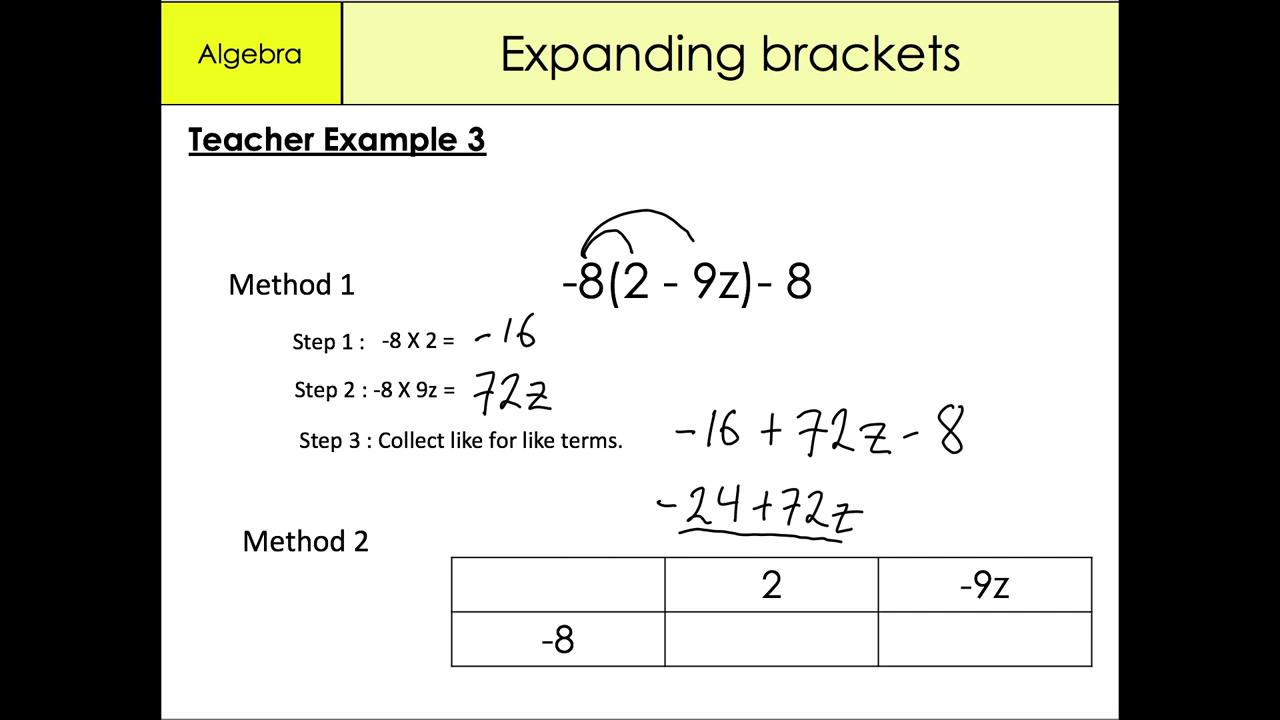 Algebra
Expanding brackets
Teacher Example 3
Method 1
-8(2 - 9z)- 8
Step 1 : -8 X 2 = -16
Step 2 : -8 X 9z = 72z
Step 3 : Collect like for like terms.
-16 + 72z - 8
-24 + 72z
Method 2
2 -9z
-8